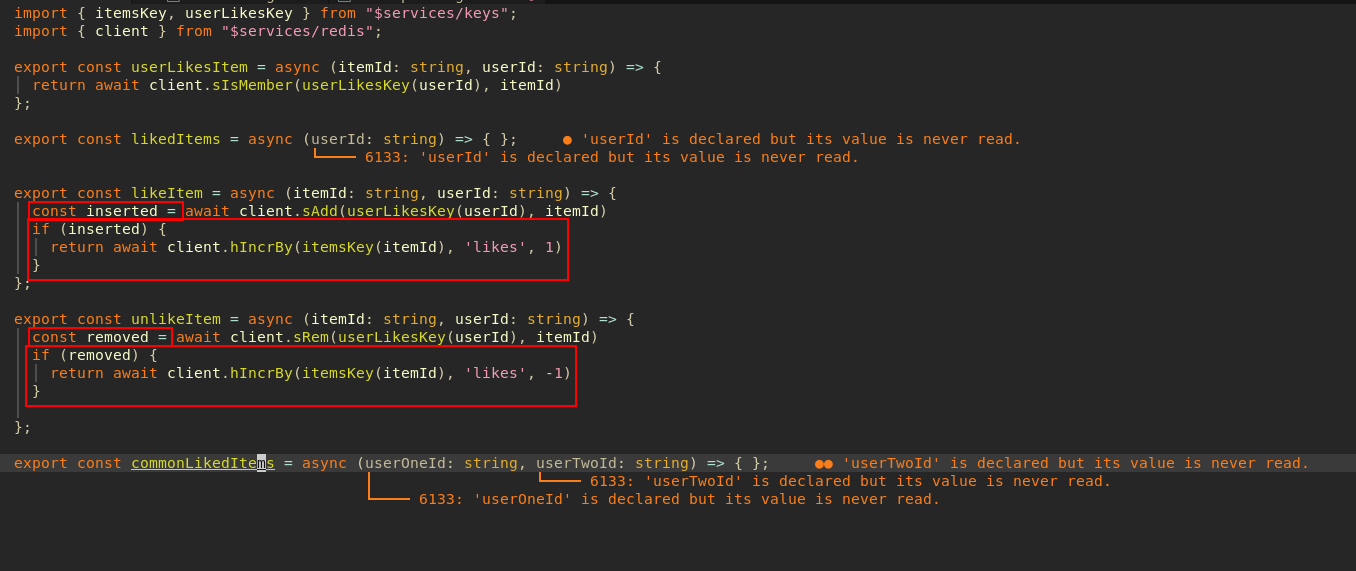 import { itemsKey, userLikesKey } from "$services/keys";
import { client } from "$services/redis";
export const userLikesItem = async (itemId: string, userId: string) => {
return await client.sIsMember(userLikesKey(userId), itemId)
};
export const likedItems = async (userId: string) => { }; ● 'userId' is declared but its value is never read.
6133: 'userId' is declared but its value is never read.
export const likeItem = async (itemId: string, userId: string) => {
const inserted = await client.sAdd(userLikesKey(userId), itemId)
if (inserted) {
return await client.hIncrBy(itemsKey(itemId), 'likes', 1)
}
};
export const unlikeItem = async (itemId: string, userId: string) => {
const removed = await client.sRem(userLikesKey(userId), itemId)
if (removed) {
return await client.hIncrBy(itemsKey(itemId), 'likes', -1)
}
};
export const commonLikedItems = async (userOneId: string, userTwoId: string) => { }; ●● 'userTwoId' is declared but its value is never read.
6133: 'userTwoId' is declared but its value is never read.
6133: 'userOneId' is declared but its value is never read.